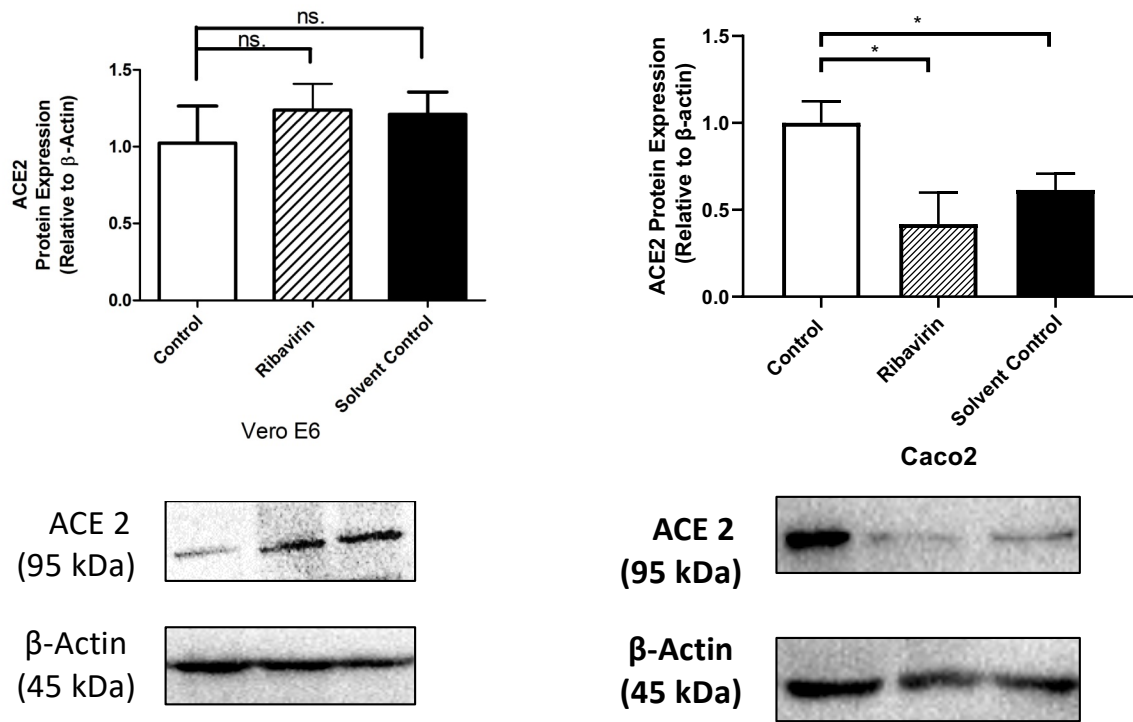 ns.
ns.
ACE2
Protein Expression
(Relative to β-Actin)
1.5
1.0
0.5
0.0
Control
Ribavirin
Solvent Control
Vero E6
ACE 2
(95 kDa)
β-Actin
(45 kDa)
*
*
ACE2 Protein Expression
(Relative to β-actin)
1.5
1.0
0.5
0.0
Control
Ribavirin
Solvent Control
Caco2
ACE 2
(95 kDa)
β-Actin
(45 kDa)